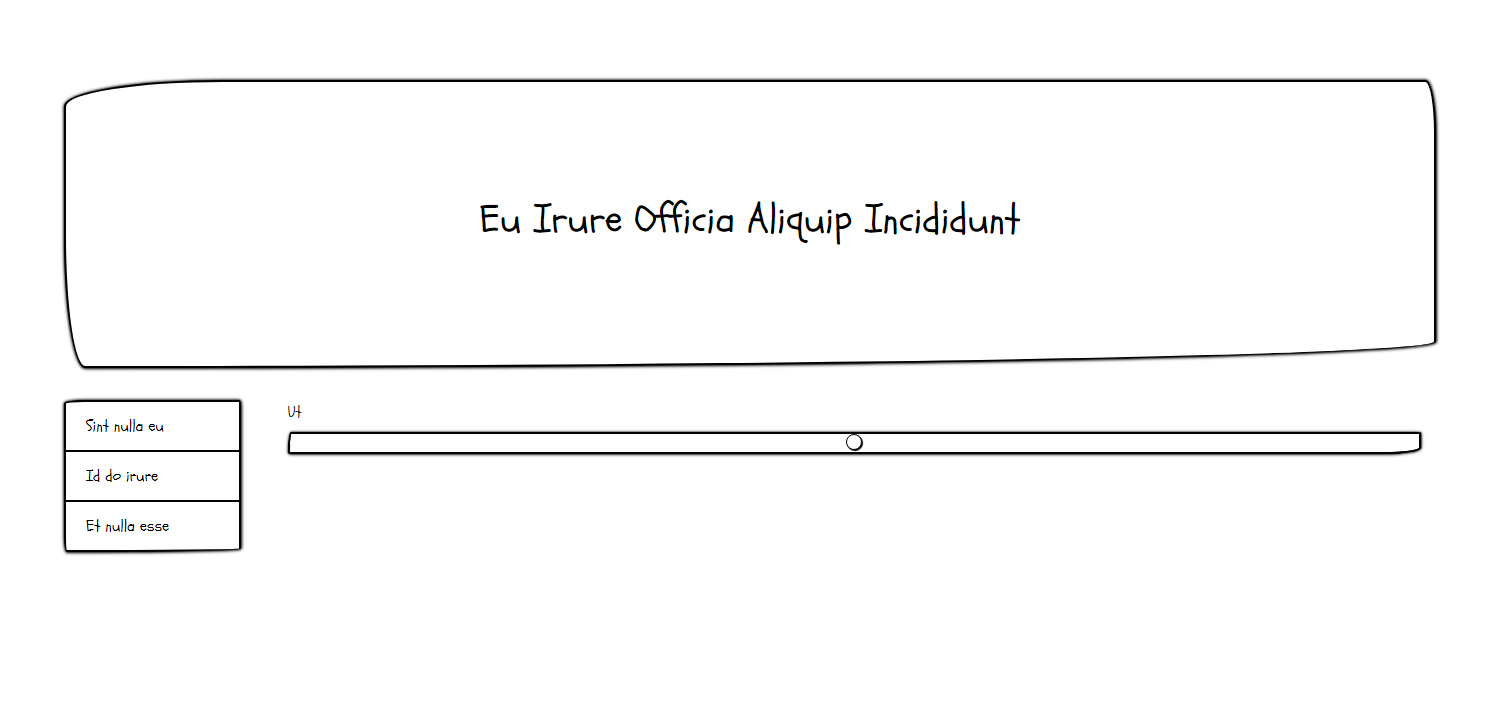 Eu Irure Officia Aliquip Incididunt
Sint nulla eu
Id do irure
Et nulla esse
Ut